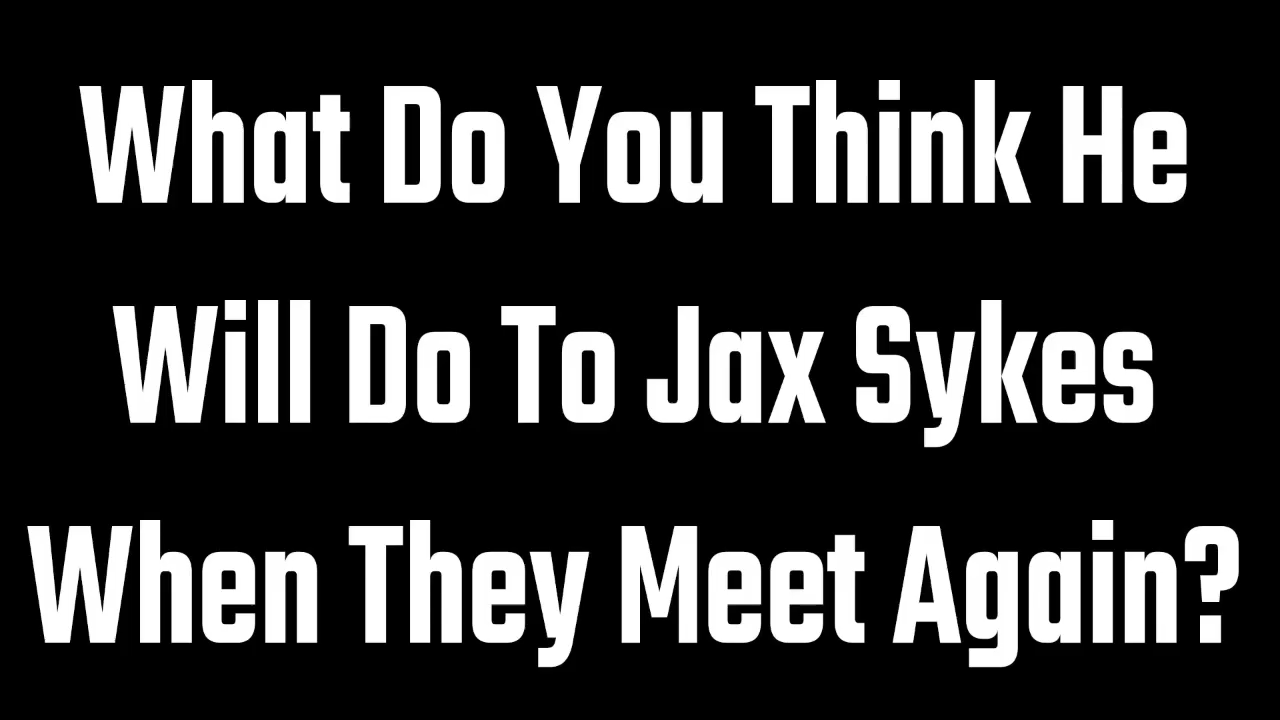 What Do You Think He
Will Do To Jax Sykes
When They Meet Again?